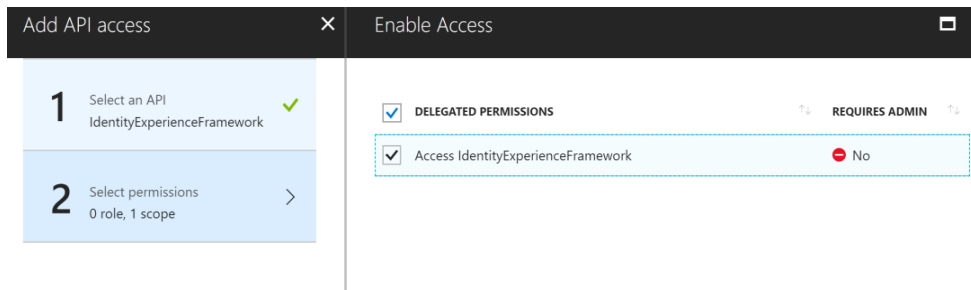 Add API access
Enable Access
1
Select an API
IdentityExperienceFramework
2
Select permissions
0 role, 1 scope
DELEGATED PERMISSIONS
REQUIRES ADMIN
Access IdentityExperienceFramework
No